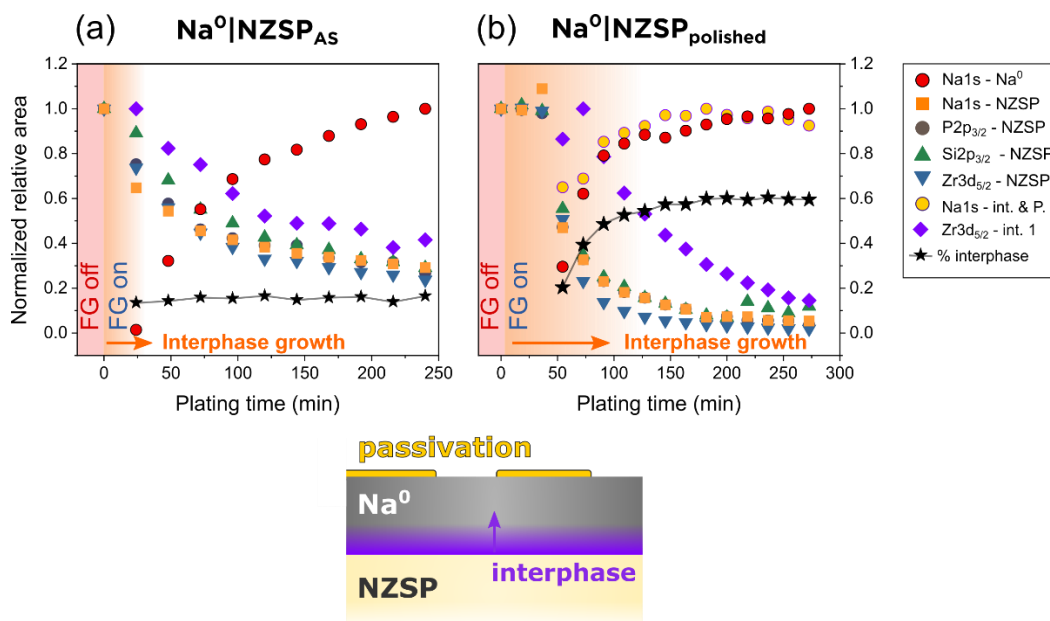 (a)
Na⁰|NZSP_AS
(b)
Na⁰|NZSP_polished
Normalized relative area
1.2
1.0
0.8
0.6
0.4
0.2
0.0
FG off
FG on
Interphase growth
0
50
100
150
200
250
Plating time (min)
1.2
1.0
0.8
0.6
0.4
0.2
0.0
FG off
FG on
Interphase growth
0
50
100
150
200
250
300
Plating time (min)
Na1s - Na⁰
Na1s - NZSP
P2p3/2 - NZSP
Si2p3/2 - NZSP
Zr3d5/2 - NZSP
Na1s - int. & P.
Zr3d5/2 - int. 1
% interphase
passivation
Na⁰
interphase
NZSP